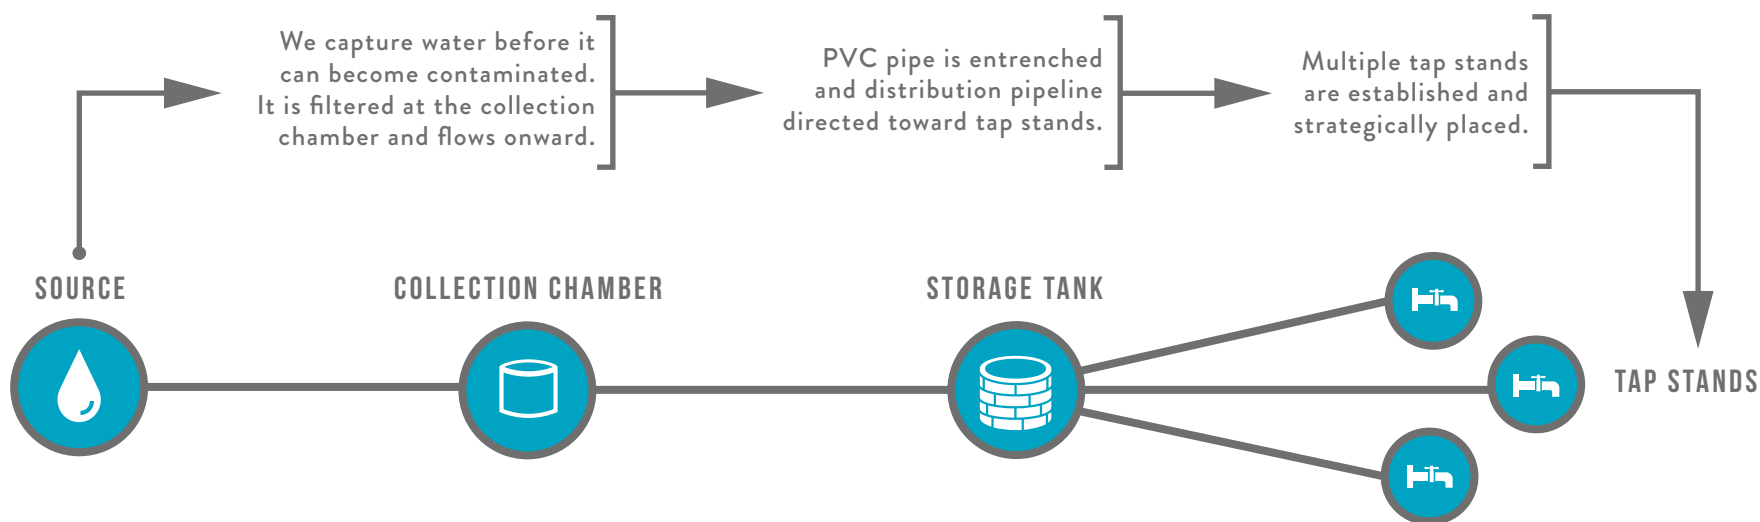 We capture water before it
can become contaminated.
It is filtered at the collection
chamber and flows onward.
PVC pipe is entrenched
and distribution pipeline
directed toward tap stands.
Multiple tap stands
are established and
strategically placed.
SOURCE
COLLECTION CHAMBER
STORAGE TANK
TAP STANDS